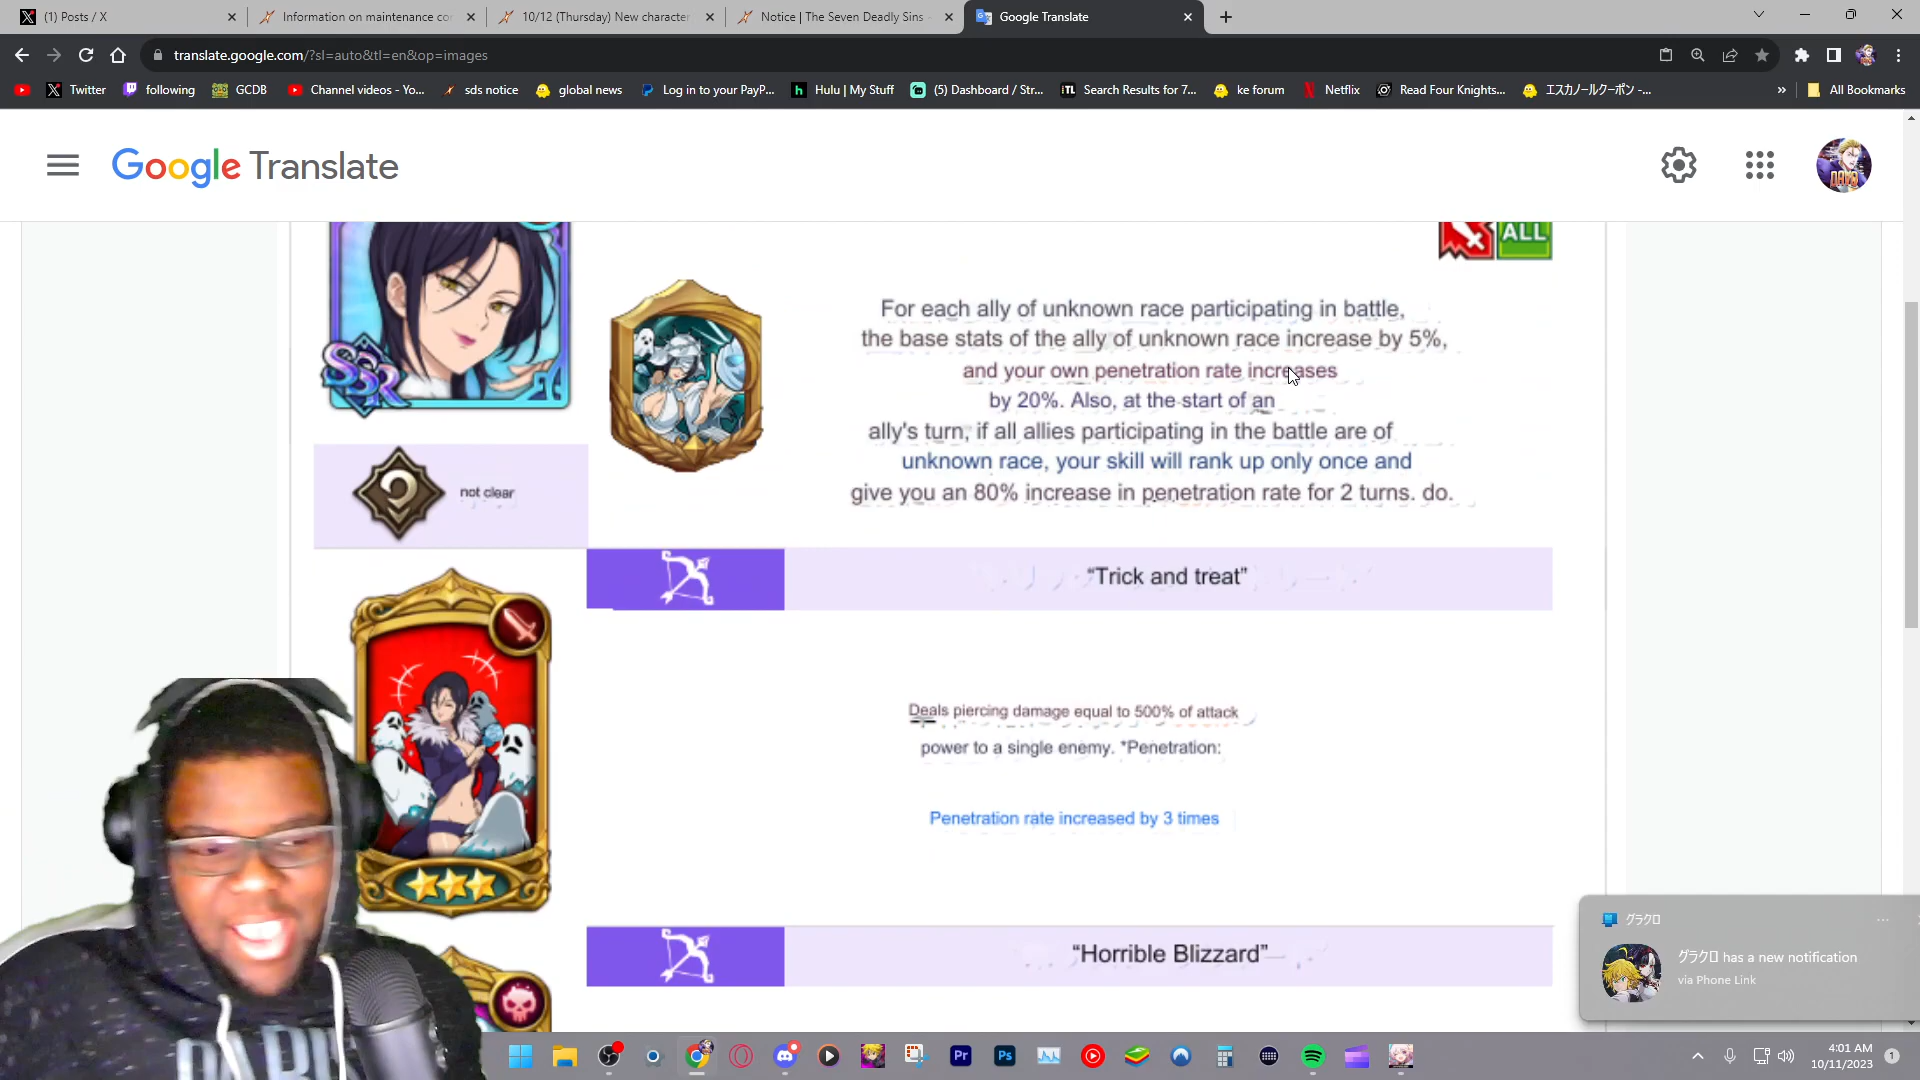 (1) Posts / X
Information on maintenance co
10/12 (Thursday) New character
Notice | The Seven Deadly Sins -
Google Translate
translate.google.com/?sl=auto&tl=en&op=images
Twitter
following
GCDB
Channel videos - Yo...
sds notice
global news
Log in to your PayP...
Hulu | My Stuff
(5) Dashboard / Str...
Search Results for 7...
ke forum
Netflix
Read Four Knights...
エスカノールクーポン -...
»
All Bookmarks
Google Translate
ALL
SSR
For each ally of unknown race participating in battle,
the base stats of the ally of unknown race increase by 5%,
and your own penetration rate increases
by 20%. Also, at the start of an
ally's turn, if all allies participating in the battle are of
unknown race, your skill will rank up only once and
give you an 80% increase in penetration rate for 2 turns. do.
not clear
“Trick and treat”
Deals piercing damage equal to 500% of attack
power to a single enemy. *Penetration:
Penetration rate increased by 3 times
“Horrible Blizzard”
グラクロ
グラクロ has a new notification
via Phone Link
Pr
Ps
4:01 AM
10/11/2023
1